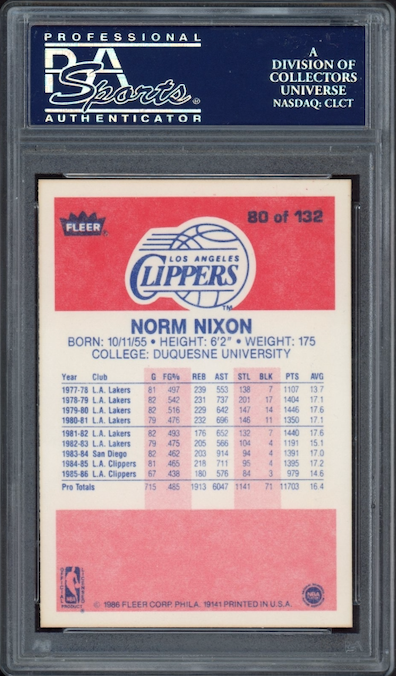 PROFESSIONAL
PSA
Sports®
AUTHENTICATOR
A
DIVISION OF
COLLECTORS
UNIVERSE
NASDAQ: CLCT
FLEER
80 of 132
LOS ANGELES
CLIPPERS
TM
NORM NIXON
BORN: 10/11/55 • HEIGHT: 6'2" • WEIGHT: 175
COLLEGE: DUQUESNE UNIVERSITY
Year Club G FG% REB AST STL BLK PTS AVG
1977-78 L.A. Lakers 81 497 239 553 138 7 1107 13.7
1978-79 L.A. Lakers 82 542 231 737 201 17 1404 17.1
1979-80 L.A. Lakers 82 516 229 642 147 14 1446 17.6
1980-81 L.A. Lakers 79 476 232 696 146 11 1350 17.1
1981-82 L.A. Lakers 82 493 176 652 132 7 1440 17.6
1982-83 L.A. Lakers 79 475 205 566 104 4 1191 15.1
1983-84 San Diego 82 462 203 914 94 4 1391 17.0
1984-85 L.A. Clippers 81 465 218 711 95 4 1395 17.2
1985-86 L.A. Clippers 67 438 180 576 84 3 979 14.6
Pro Totals 715 485 1913 6047 1141 71 11703 16.4
NBA
PRODUCT
© 1986 FLEER CORP. PHILA. 19141 PRINTED IN U.S.A.